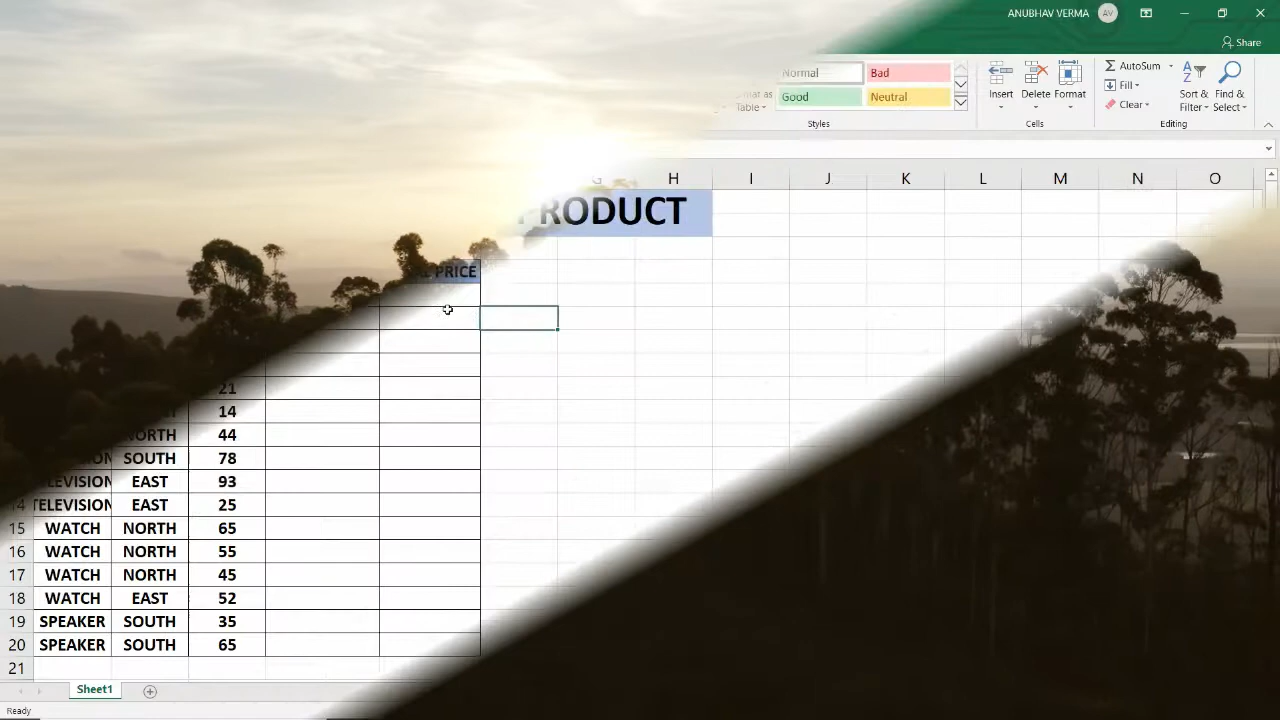 ANUBHAV VERMA AV
Share
Normal Bad Insert Delete Format AutoSum
Fill
Clear
Sort & Find &
Table Good Neutral Filter Select
Styles Cells Editing
H I J K L M N O
PRODUCT
PRICE
21
14
NORTH 44
SOUTH 78
EAST 93
14 TELEVISION EAST 25
15 WATCH NORTH 65
16 WATCH NORTH 55
17 WATCH NORTH 45
18 WATCH EAST 52
19 SPEAKER SOUTH 35
20 SPEAKER SOUTH 65
21
Sheet1
Ready